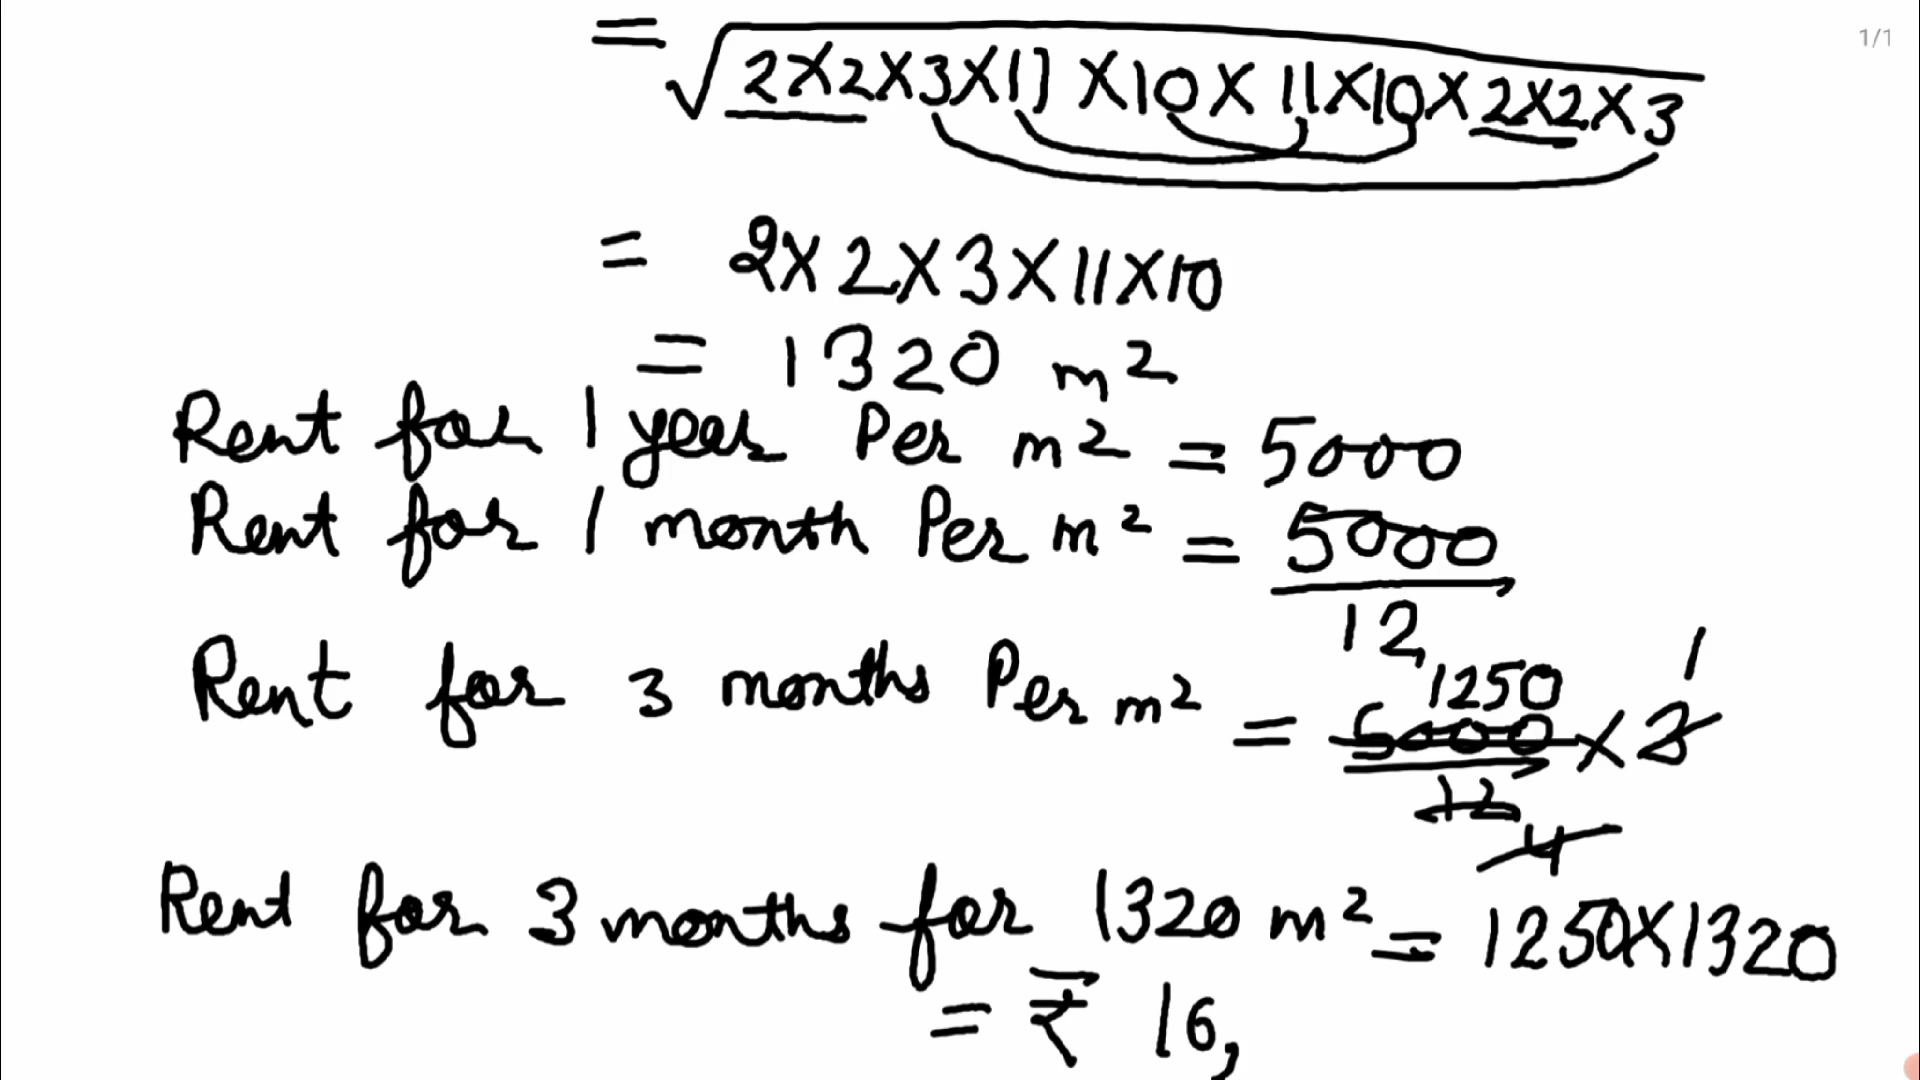 1/1
= √2×2×3×11×10×11×10×2×2×3
= 2×2×3×11×10
= 1320 m²
Rent for 1 year Per m² = 5000
Rent for 1 month Per m² = 5000
12
1250 1
Rent for 3 months Per m² = 5000 × 3
12
4
Rent for 3 months for 1320 m² = 1250×1320
= ₹ 16,